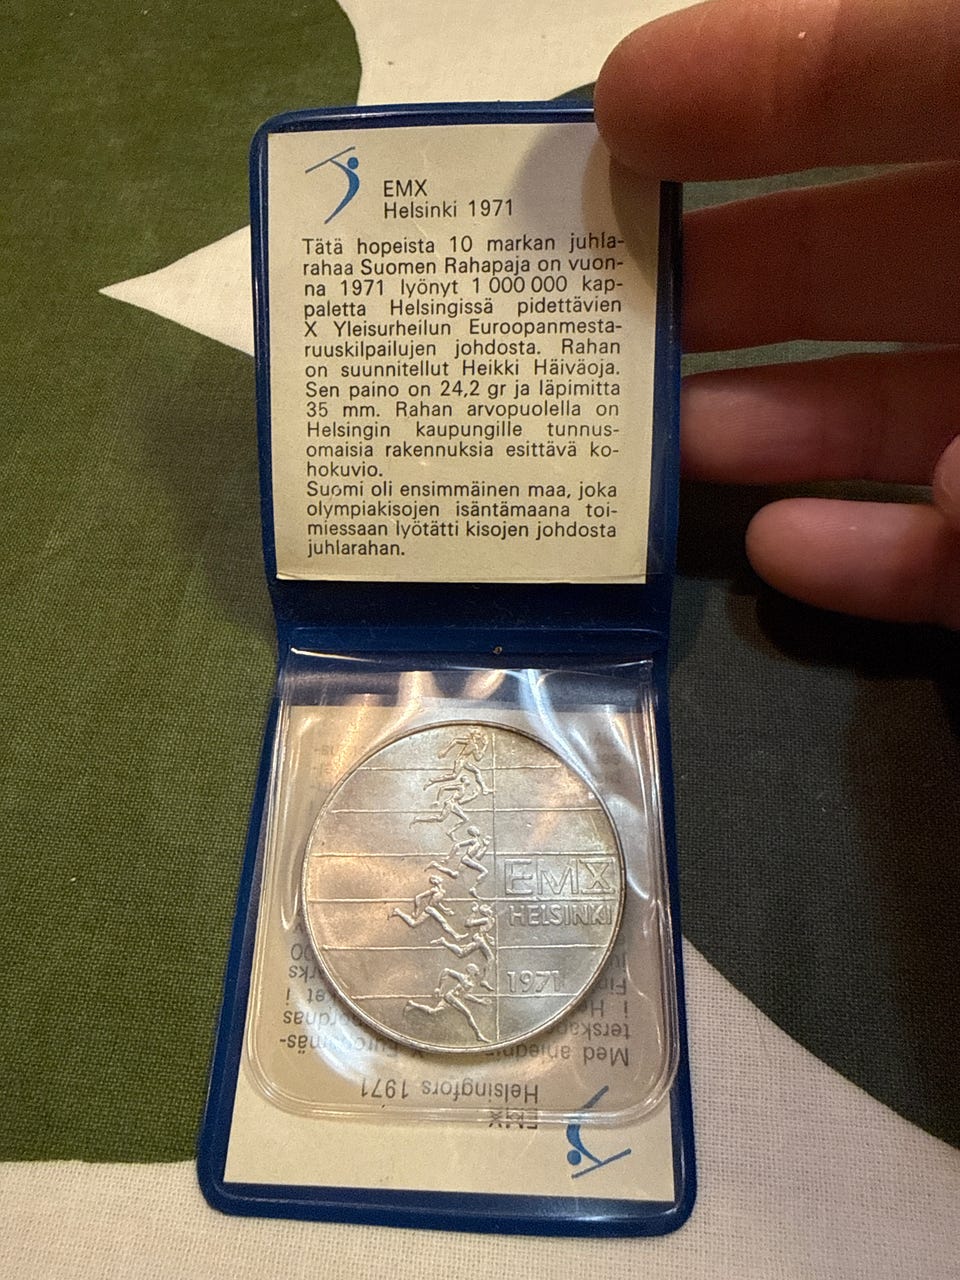 EMX
Helsinki 1971
Tätä hopeista 10 markan juhla-
rahaa Suomen Rahapaja on vuon-
na 1971 lyönyt 1 000 000 kap-
paletta Helsingissä pidettävien
X Yleisurheilun Euroopanmesta-
ruuskilpailujen johdosta. Rahan
on suunnitellut Heikki Häiväoja.
Sen paino on 24,2 gr ja läpimitta
35 mm. Rahan arvopuolella on
Helsingin kaupungille tunnus-
omaisia rakennuksia esittävä ko-
hokuvio.
Suomi oli ensimmäinen maa, joka
olympiakisojen isäntämaana toi-
miessaan lyötätti kisojen johdosta
juhlarahan.
EMX
HELSINKI
1971
EMX
Helsingfors 1971
Med